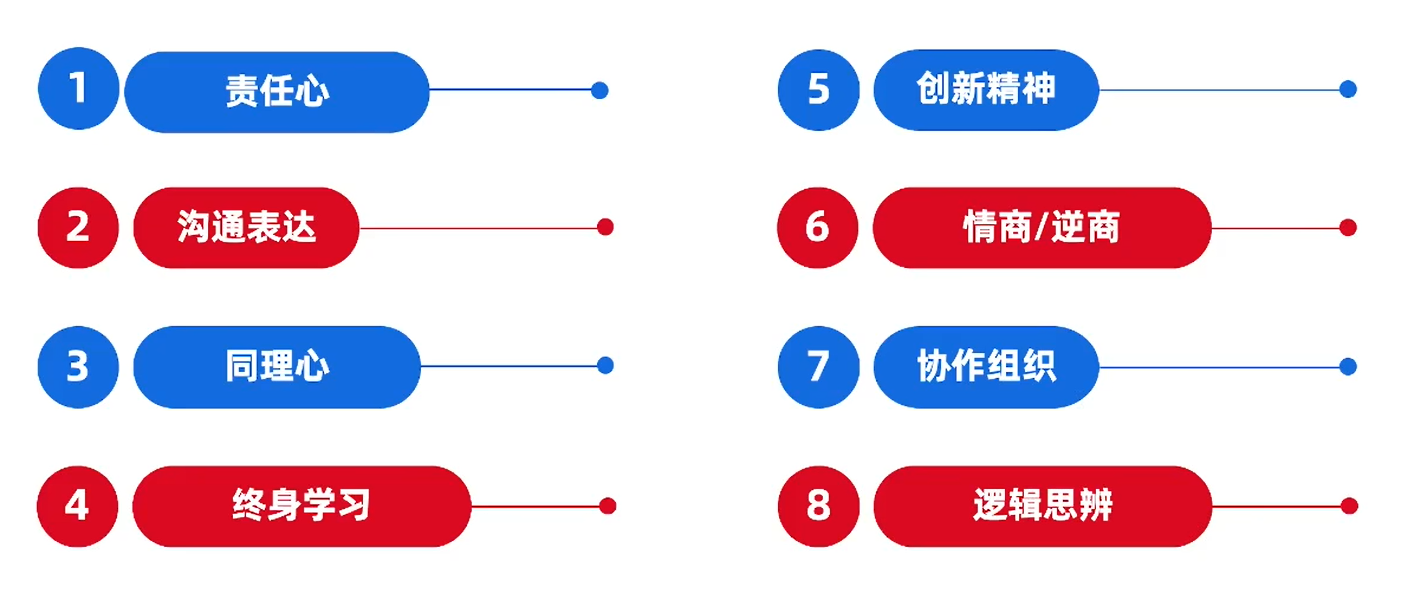 1 责任心
2 沟通表达
3 同理心
4 终身学习
5 创新精神
6 情商/逆商
7 协作组织
8 逻辑思辨